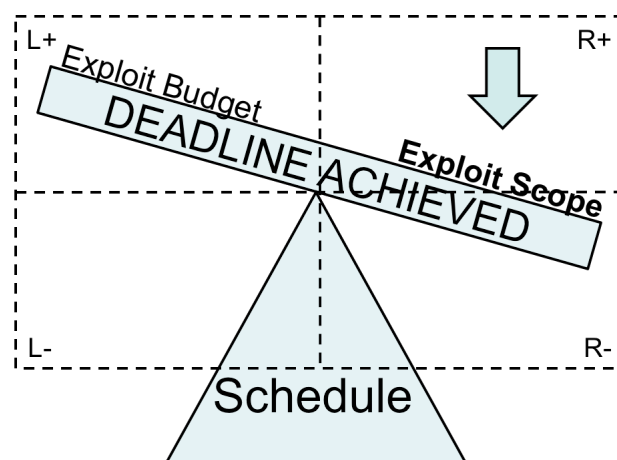 L+
R+
Exploit Budget
DEADLINE ACHIEVED
Exploit Scope
L-
R-
Schedule